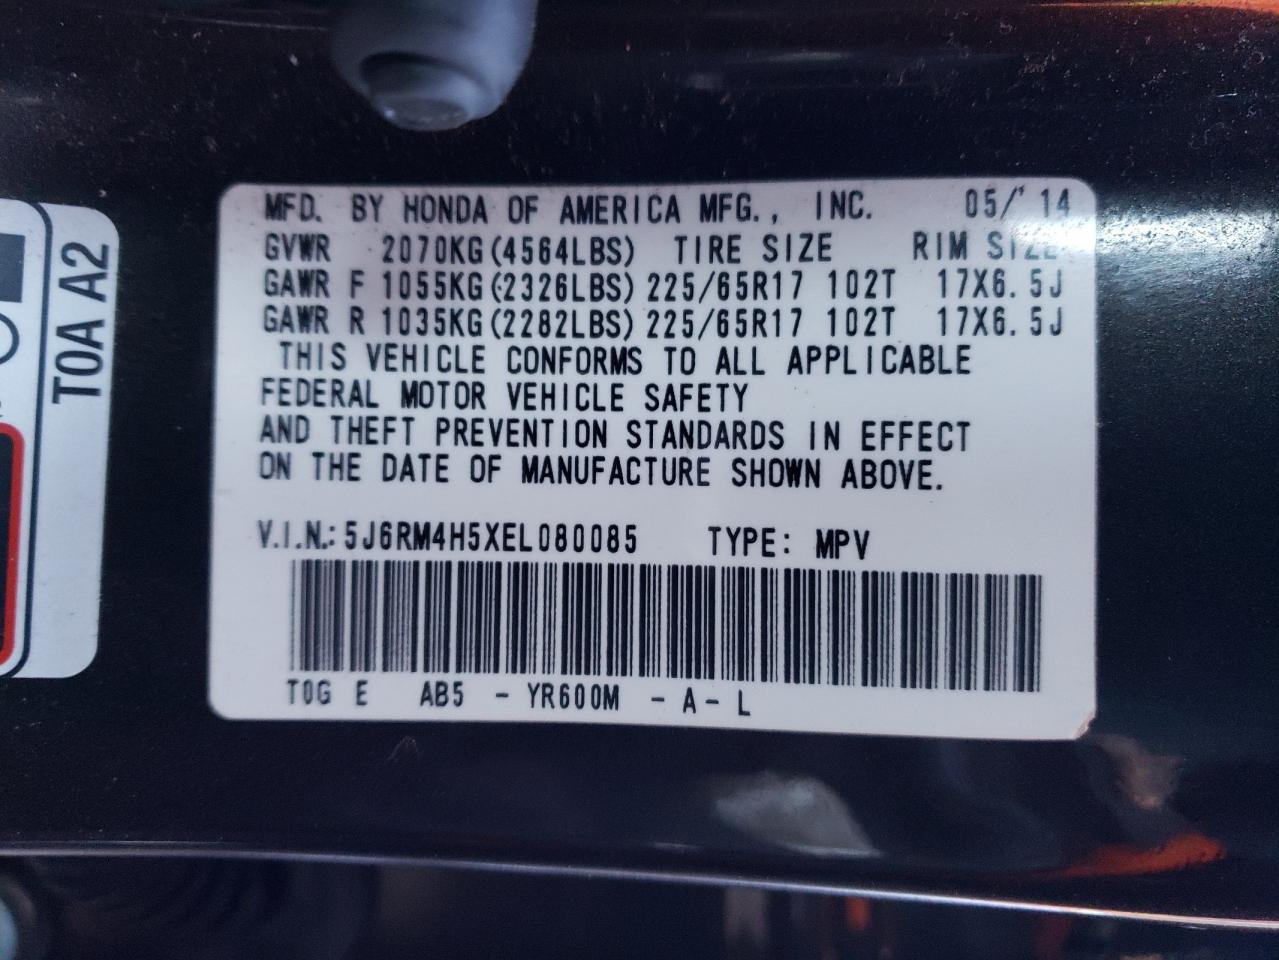 MFD. BY HONDA OF AMERICA MFG., INC. 05/'14
GVWR 2070KG(4564LBS) TIRE SIZE RIM SIZE
GAWR F 1055KG(2326LBS) 225/65R17 102T 17X6.5J
GAWR R 1035KG(2282LBS) 225/65R17 102T 17X6.5J
THIS VEHICLE CONFORMS TO ALL APPLICABLE
FEDERAL MOTOR VEHICLE SAFETY
AND THEFT PREVENTION STANDARDS IN EFFECT
ON THE DATE OF MANUFACTURE SHOWN ABOVE.
V.I.N.: 5J6RM4H5XEL080085 TYPE: MPV
T0G E AB5 - YR600M - A - L
T0A A2